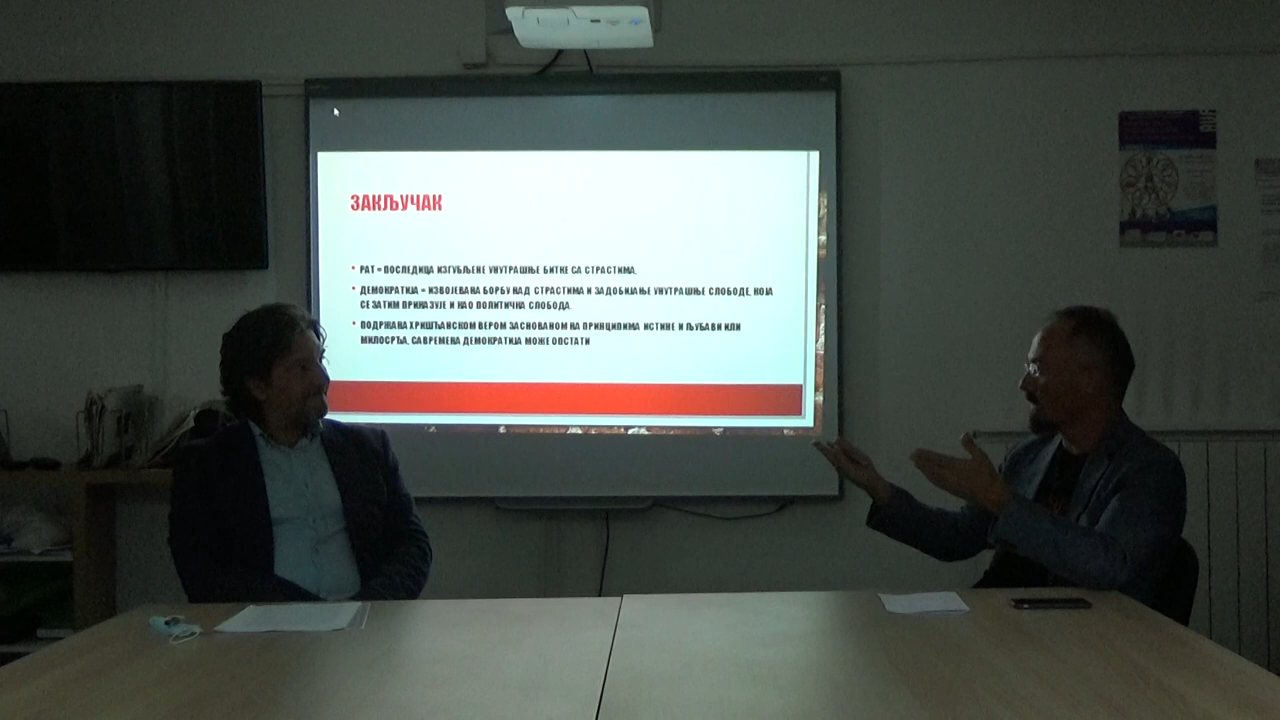 ЗАКЉУЧАК
РАТ = ПОСЛЕДИЦА ИЗГУБЉЕНЕ УНУТРАШЊЕ БИТКЕ СА СТРАСТИМА.
ДЕМОКРАТИЈА = ИЗВОЈЕВАНА БОРБУ НАД СТРАСТИМА И ЗАДОБИЈАЊЕ УНУТРАШЊЕ СЛОБОДЕ, КОЈА
СЕ ЗАТИМ ПРИКАЗУЈЕ И КАО ПОЛИТИЧКА СЛОБОДА.
ПОДРЖАНА ХРИШЋАНСКОМ ВЕРОМ ЗАСНОВАНОМ НА ПРИНЦИПИМА ИСТИНЕ И ЉУБАВИ ИЛИ
МИЛОСРЂА, САВРЕМЕНА ДЕМОКРАТИЈА МОЖЕ ОПСТАТИ